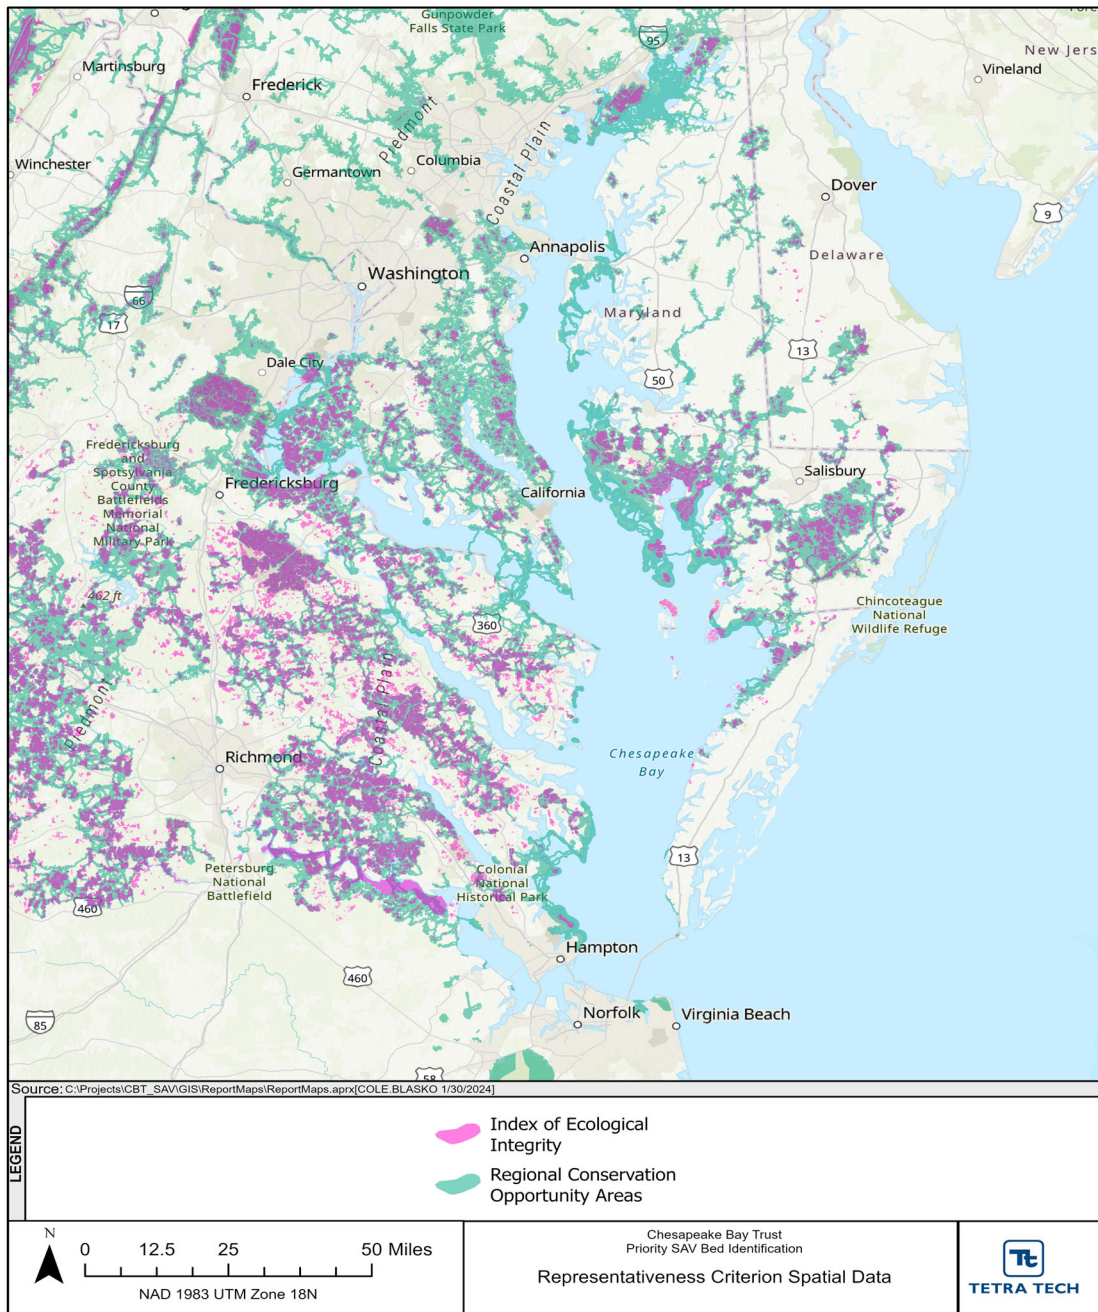 Gunpowder
Falls State Park
95
New Jers
Martinsburg
Vineland
Frederick
Piedmont
Winchester
Columbia
Coastal Plain
Germantown
Dover
9
Annapolis
Delaware
Washington
66
Maryland
17
13
Dale City
50
Fredericksburg
and
Spotsylvania
County
Battlefields
Memorial
National
Military Park
Salisbury
Fredericksburg
California
462 ft
Chincoteague
National
Wildlife Refuge
360
Coastal Plain
Piedmont
Richmond
Chesapeake
Bay
13
Petersburg
National
Battlefield
Colonial
National
Historical Park
460
Hampton
460
Norfolk
Virginia Beach
85
58
Source: C:\Projects\CBT_SAV\GIS\ReportMaps\ReportMaps.aprx[COLE.BLASKO 1/30/2024]
LEGEND
Index of Ecological
Integrity
Regional Conservation
Opportunity Areas
N
0 12.5 25 50 Miles
NAD 1983 UTM Zone 18N
Chesapeake Bay Trust
Priority SAV Bed Identification
Representativeness Criterion Spatial Data
Tt
TETRA TECH